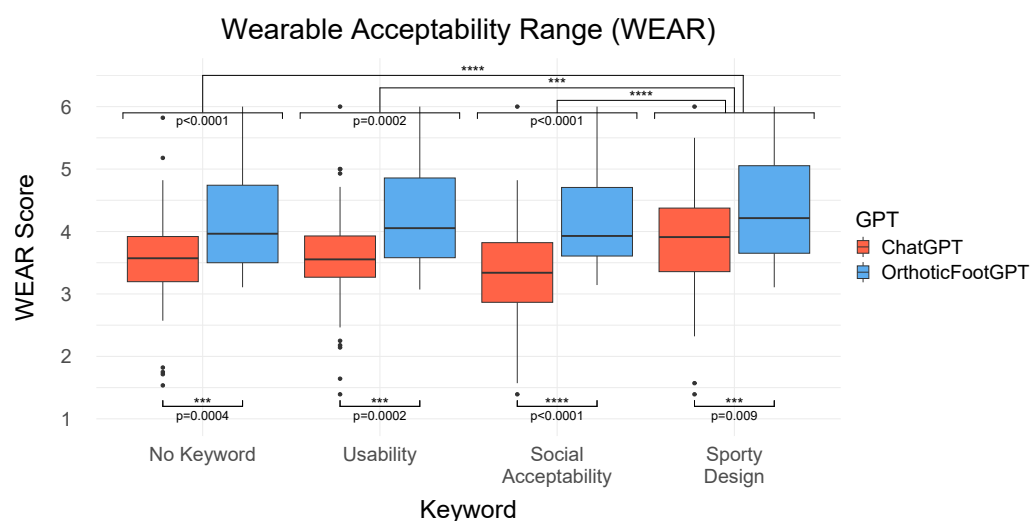 Wearable Acceptability Range (WEAR)
****
***
****
p<0.0001
p=0.0002
p<0.0001
6
5
4
3
2
1
WEAR Score
GPT
ChatGPT
OrthoticFootGPT
***
***
****
***
p=0.0004
p=0.0002
p<0.0001
p=0.009
No Keyword
Usability
Social
Acceptability
Sporty
Design
Keyword